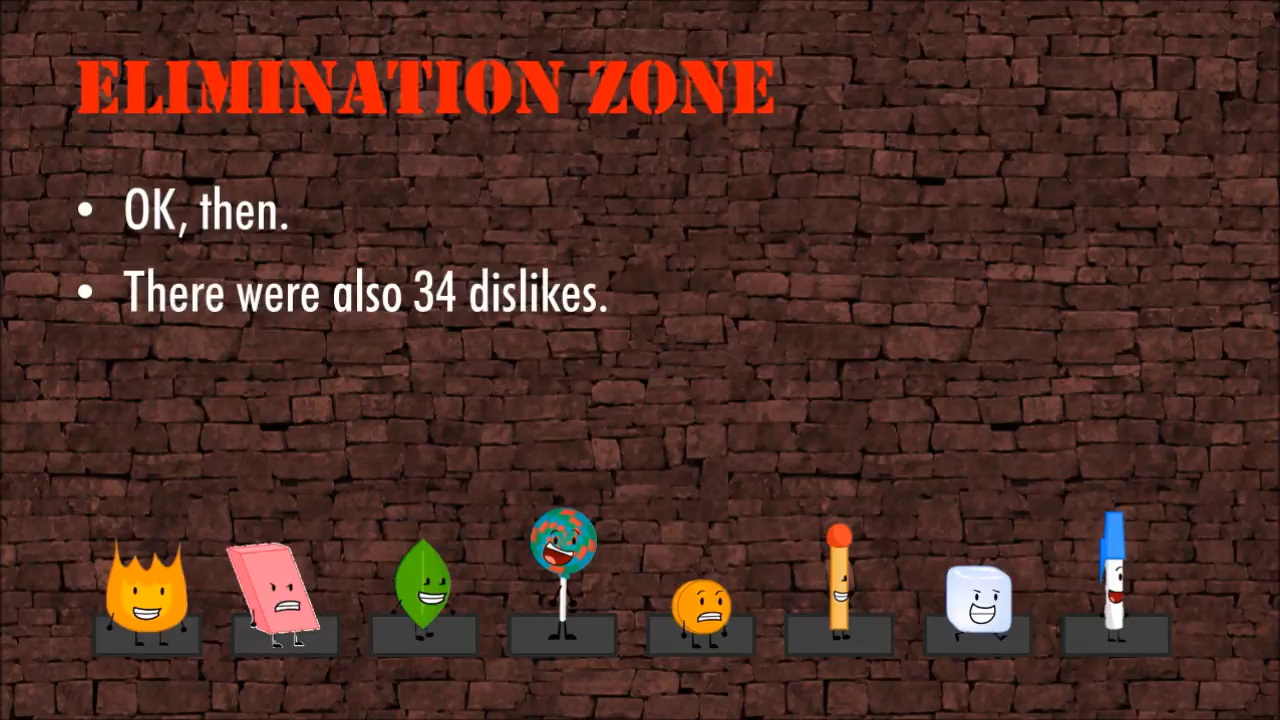 ELIMINATION ZONE
• OK, then.
• There were also 34 dislikes.